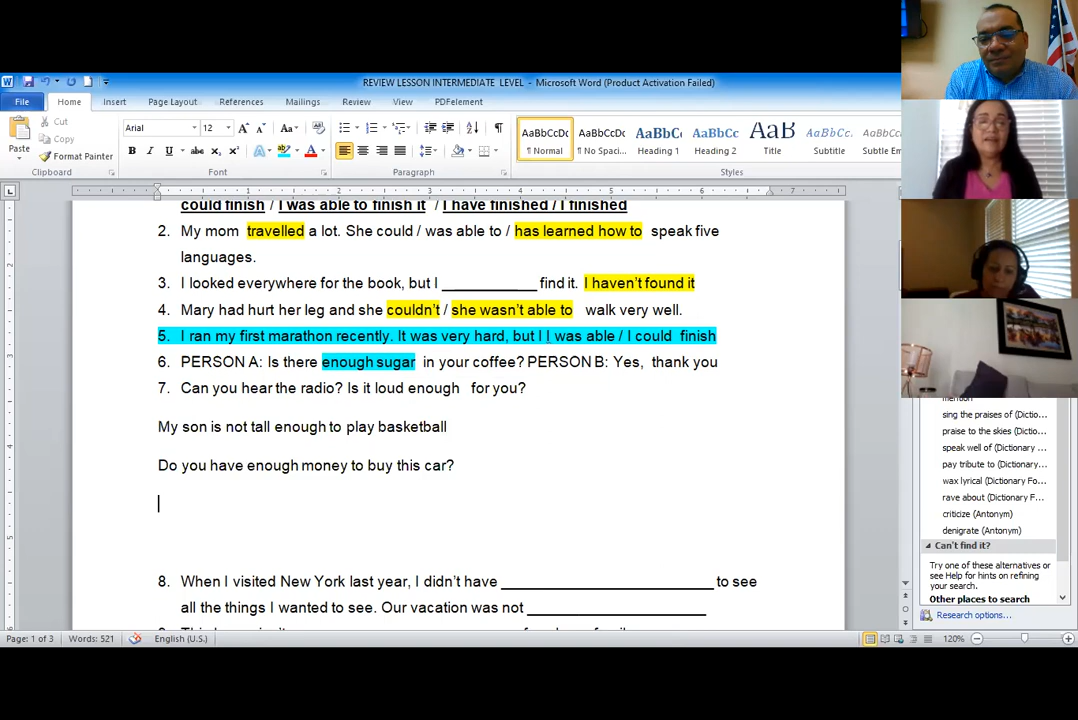 REVIEW LESSON INTERMEDIATE LEVEL - Microsoft Word (Product Activation Failed)
File Home Insert Page Layout References Mailings Review View PDFelement
Cut
Copy
Format Painter
Paste
Arial 12
B I U abc x₂ x²
AaBbCcDc AaBbCcDc AaBbC( AaBbCc AaB AaBbCc. AaBbCcD
¶ Normal ¶ No Spaci... Heading 1 Heading 2 Title Subtitle Subtle Em
Clipboard Font Paragraph Styles
could finish / I was able to finish it / I have finished / I finished
2. My mom travelled a lot. She could / was able to / has learned how to speak five
languages.
3. I looked everywhere for the book, but I ____________ find it. I haven't found it
4. Mary had hurt her leg and she couldn't / she wasn't able to walk very well.
5. I ran my first marathon recently. It was very hard, but I I was able / I could finish
6. PERSON A: Is there enough sugar in your coffee? PERSON B: Yes, thank you
7. Can you hear the radio? Is it loud enough for you?
My son is not tall enough to play basketball
Do you have enough money to buy this car?
8. When I visited New York last year, I didn't have ___________________________ to see
all the things I wanted to see. Our vacation was not ______________________
mention
sing the praises of (Dictio...
praise to the skies (Diction...
speak well of (Dictionary...
pay tribute to (Dictionary...
wax lyrical (Dictionary Fo...
rave about (Dictionary F...
criticize (Antonym)
denigrate (Antonym)
Can't find it?
Try one of these alternatives or
see Help for hints on refining
your search.
Other places to search
Research options...
Page: 1 of 3 Words: 521 English (U.S.) 120%